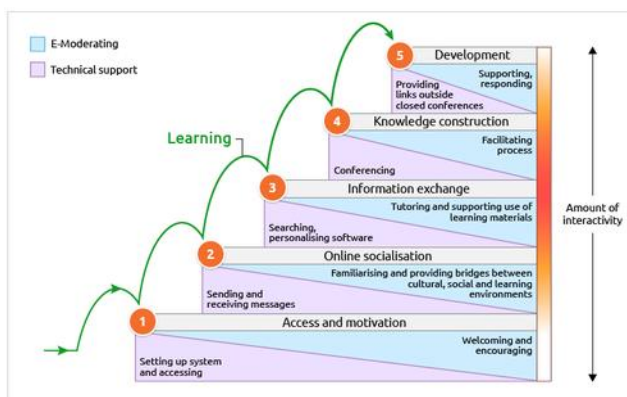 E-Moderating
Technical support
Learning
5
Development
Supporting,
responding
Providing
links outside
closed conferences
4
Knowledge construction
Facilitating
process
Conferencing
3
Information exchange
Tutoring and supporting use of
learning materials
Searching,
personalising software
2
Online socialisation
Familiarising and providing bridges between
cultural, social and learning
environments
Sending and
receiving messages
1
Access and motivation
Welcoming and
encouraging
Setting up system
and accessing
Amount of
interactivity